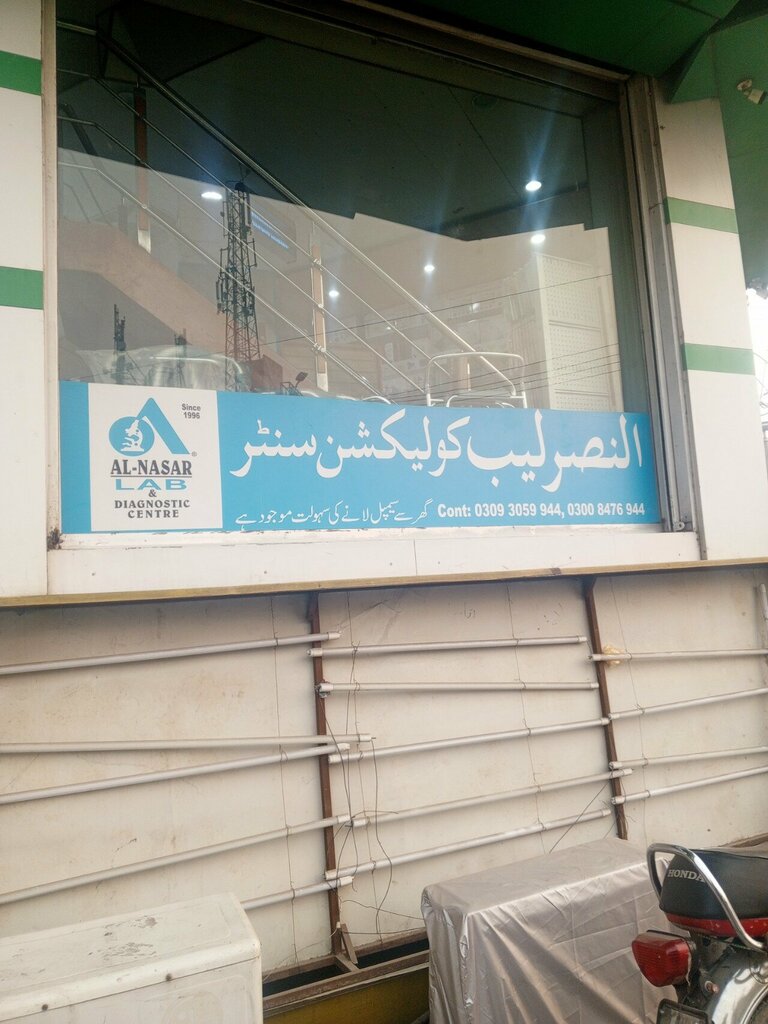 Since
1996
AL-NASAR
LAB
&
DIAGNOSTIC
CENTRE
النصر لیب کولیکشن سنٹر
گھر سے سیمپل لانے کی سہولت موجود ہے
Cont: 0309 3059 944, 0300 8476 944
HONDA